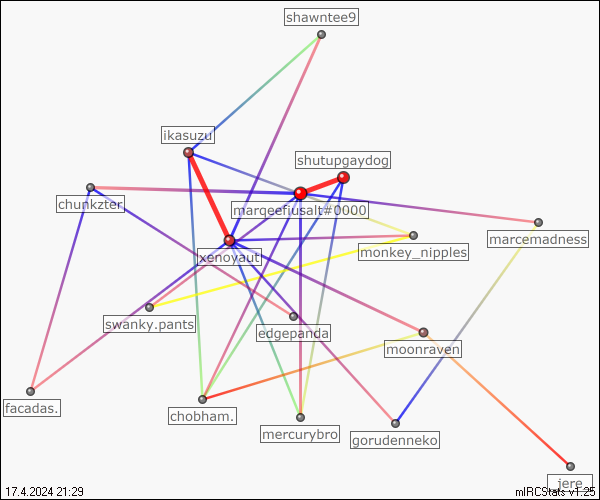 shawntee9
ikasuzu
shutupgaydog
chunkzter
marqeefiusalt#0000
marcemadness
xenoyaut
monkey_nipples
swanky.pants
edgepanda
moonraven
facadas.
chobham.
mercurybro
gorudenneko
jere_
17.4.2024 21:29
mIRCStats v1.25